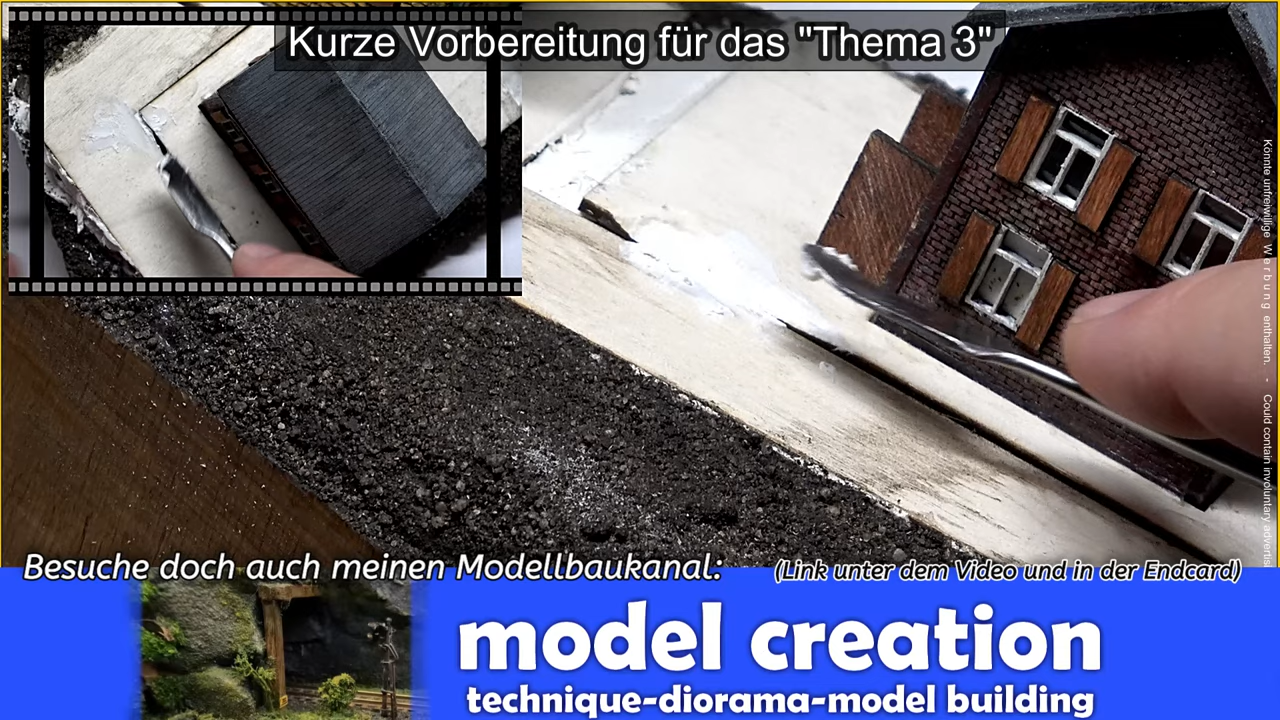 Kurze Vorbereitung für das "Thema 3"
Könnte unfreiwillige Werbung enthalten. - Could contain involuntary
Besuche doch auch meinen Modellbaukanal:
(Link unter dem Video und in der Endcard)
model creation
technique-diorama-model building